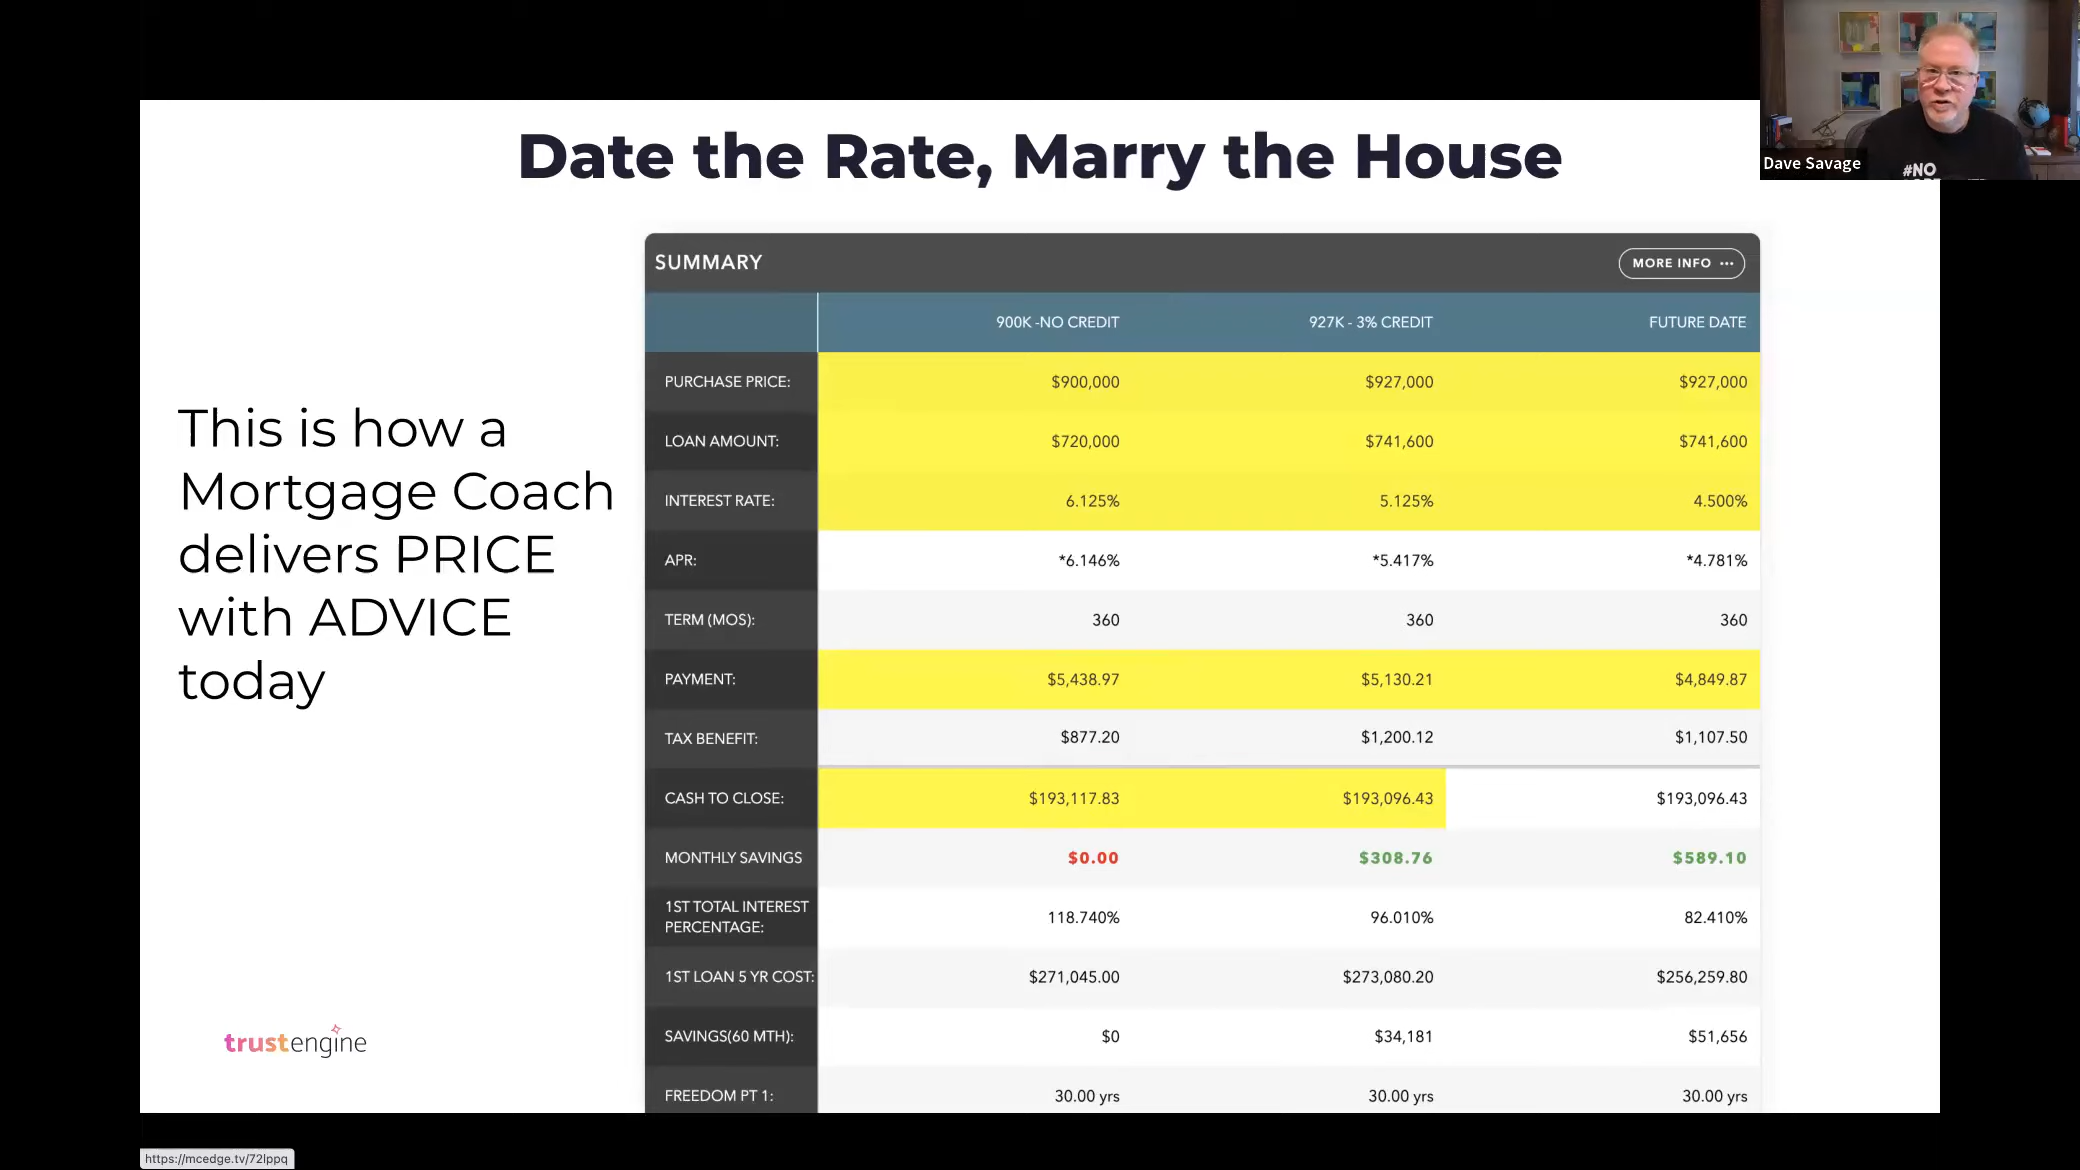 Date the Rate, Marry the House
Dave Savage
#NO
This is how a
Mortgage Coach
delivers PRICE
with ADVICE
today
SUMMARY
MORE INFO •••
900K -NO CREDIT 927K - 3% CREDIT FUTURE DATE
PURCHASE PRICE: $900,000 $927,000 $927,000
LOAN AMOUNT: $720,000 $741,600 $741,600
INTEREST RATE: 6.125% 5.125% 4.500%
APR: *6.146% *5.417% *4.781%
TERM (MOS): 360 360 360
PAYMENT: $5,438.97 $5,130.21 $4,849.87
TAX BENEFIT: $877.20 $1,200.12 $1,107.50
CASH TO CLOSE: $193,117.83 $193,096.43 $193,096.43
MONTHLY SAVINGS $0.00 $308.76 $589.10
1ST TOTAL INTEREST
PERCENTAGE: 118.740% 96.010% 82.410%
1ST LOAN 5 YR COST: $271,045.00 $273,080.20 $256,259.80
SAVINGS(60 MTH): $0 $34,181 $51,656
FREEDOM PT 1: 30.00 yrs 30.00 yrs 30.00 yrs
trustengine
https://mcedge.tv/72lppq